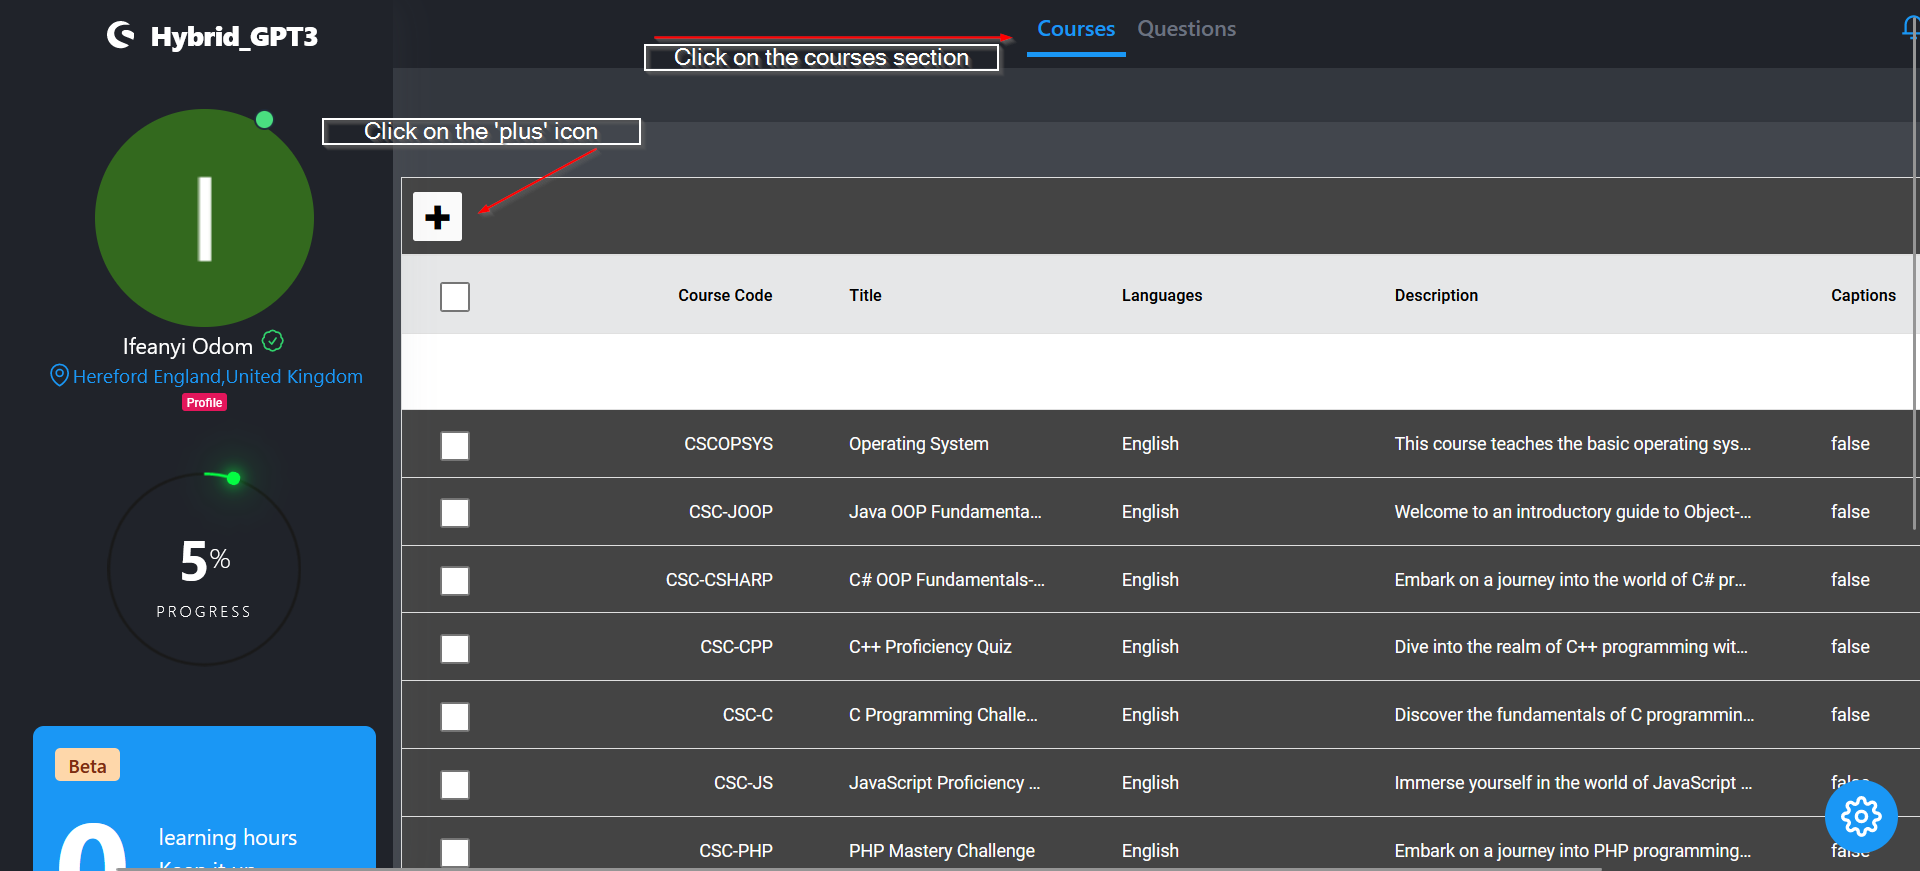 Hybrid_GPT3
Courses Questions
Click on the courses section
Click on the 'plus' icon
I
Ifeanyi Odom
Hereford England,United Kingdom
Profile
5%
PROGRESS
Beta
0
learning hours
Keep it up
Course Code Title Languages Description Captions
CSCOPSYS Operating System English This course teaches the basic operating sys... false
CSC-JOOP Java OOP Fundamenta... English Welcome to an introductory guide to Object-... false
CSC-CSHARP C# OOP Fundamentals-... English Embark on a journey into the world of C# pr... false
CSC-CPP C++ Proficiency Quiz English Dive into the realm of C++ programming wit... false
CSC-C C Programming Challe... English Discover the fundamentals of C programmin... false
CSC-JS JavaScript Proficiency ... English Immerse yourself in the world of JavaScript ... false
CSC-PHP PHP Mastery Challenge English Embark on a journey into PHP programming... false